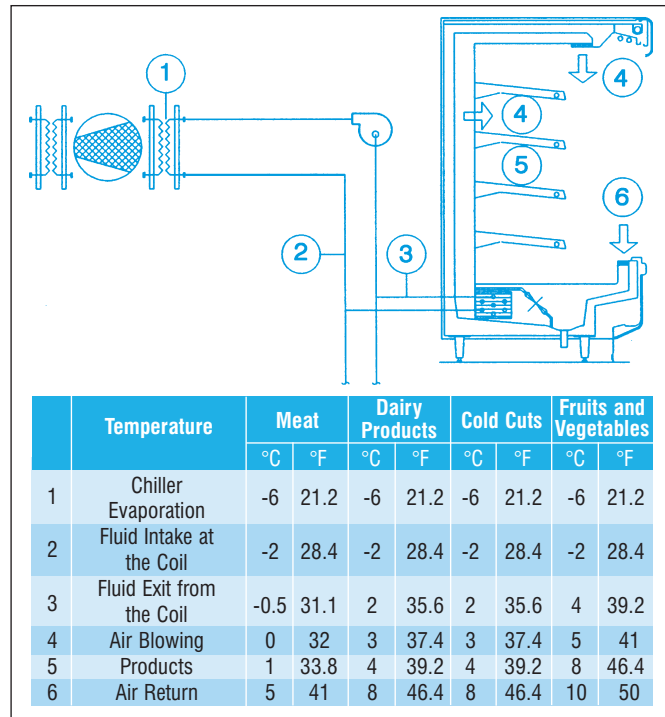 1
4
4
5
6
2
3
Temperature Meat Dairy Products Cold Cuts Fruits and Vegetables
°C °F °C °F °C °F °C °F
1 Chiller Evaporation -6 21.2 -6 21.2 -6 21.2 -6 21.2
2 Fluid Intake at the Coil -2 28.4 -2 28.4 -2 28.4 -2 28.4
3 Fluid Exit from the Coil -0.5 31.1 2 35.6 2 35.6 4 39.2
4 Air Blowing 0 32 3 37.4 3 37.4 5 41
5 Products 1 33.8 4 39.2 4 39.2 8 46.4
6 Air Return 5 41 8 46.4 8 46.4 10 50